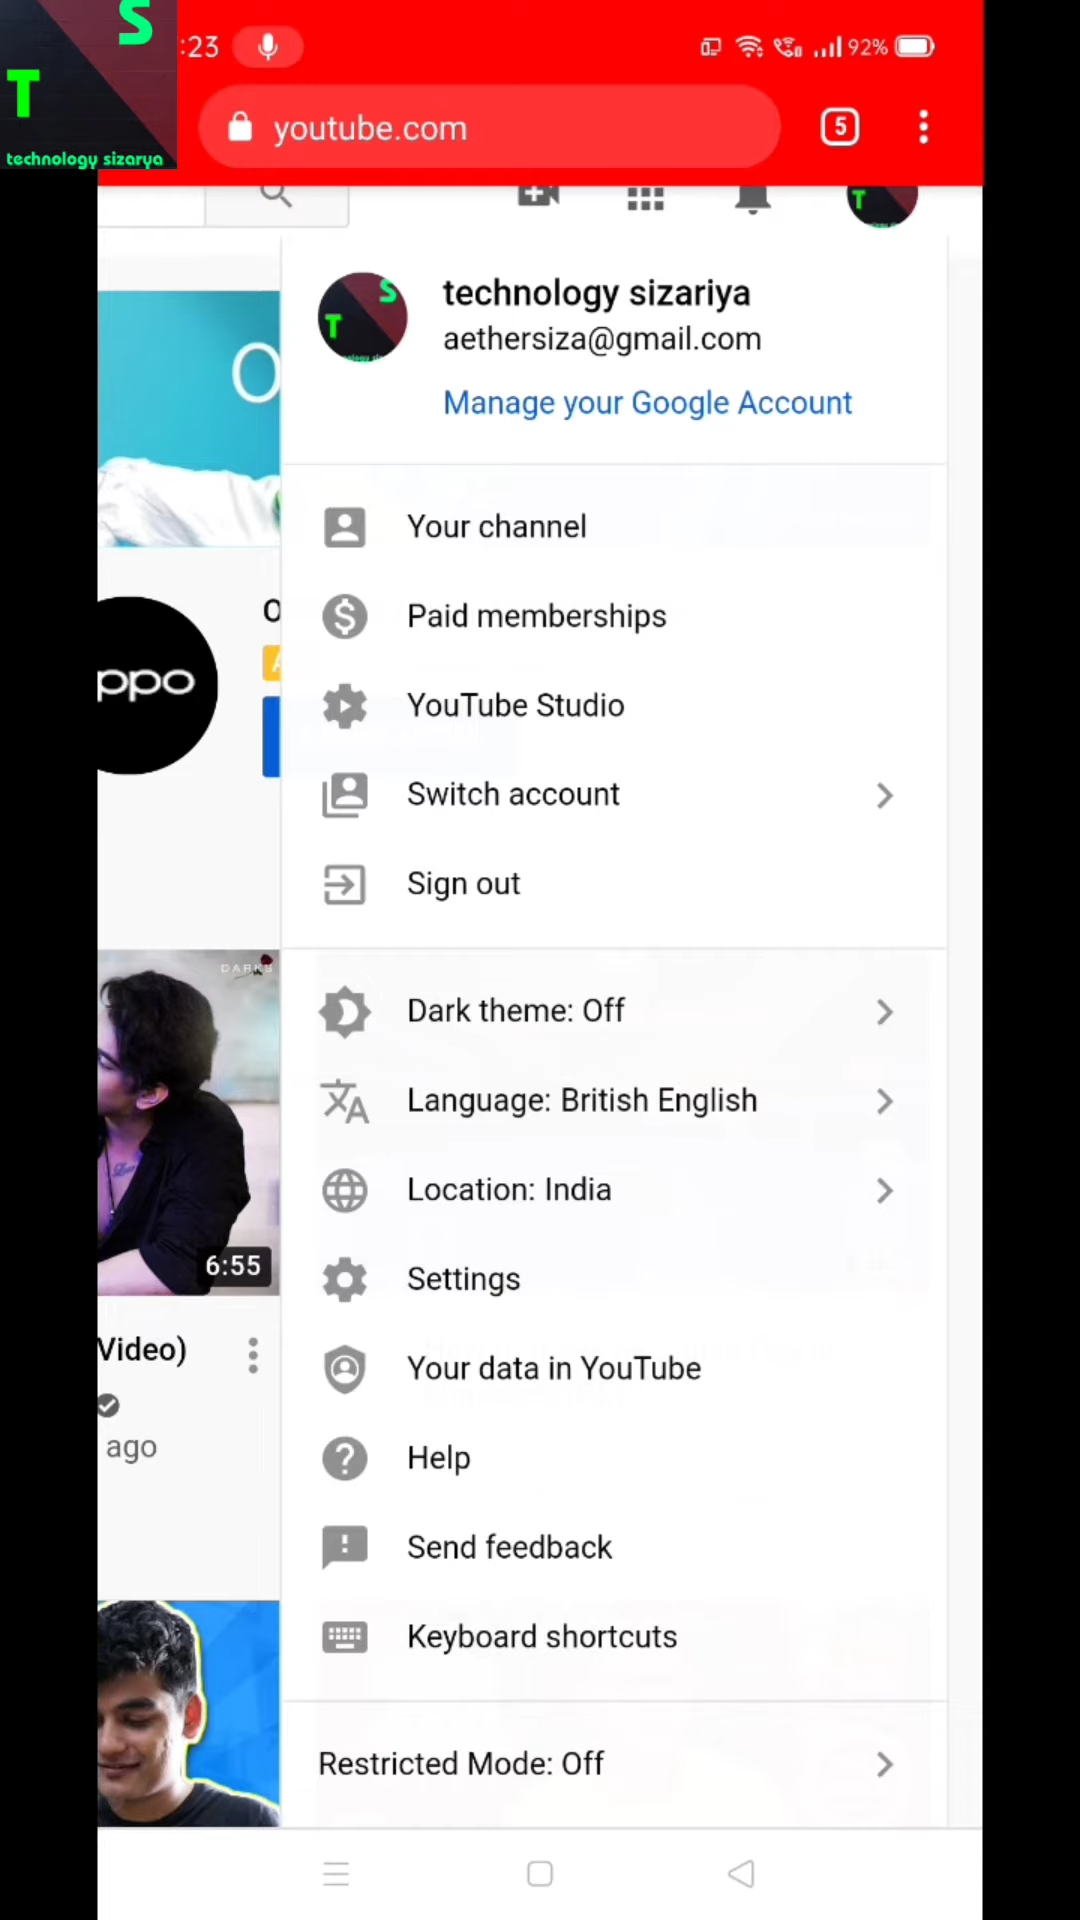 S
T
technology sizarya
:23
92%
youtube.com
5
T
S
T
technology sizariya
aethersiza@gmail.com
Manage your Google Account
O
Your channel
Paid memberships
O
ppo
YouTube Studio
Switch account
Sign out
DARKS
Dark theme: Off
Language: British English
Location: India
6:55
Settings
Video)
Your data in YouTube
ago
Help
Send feedback
Keyboard shortcuts
Restricted Mode: Off